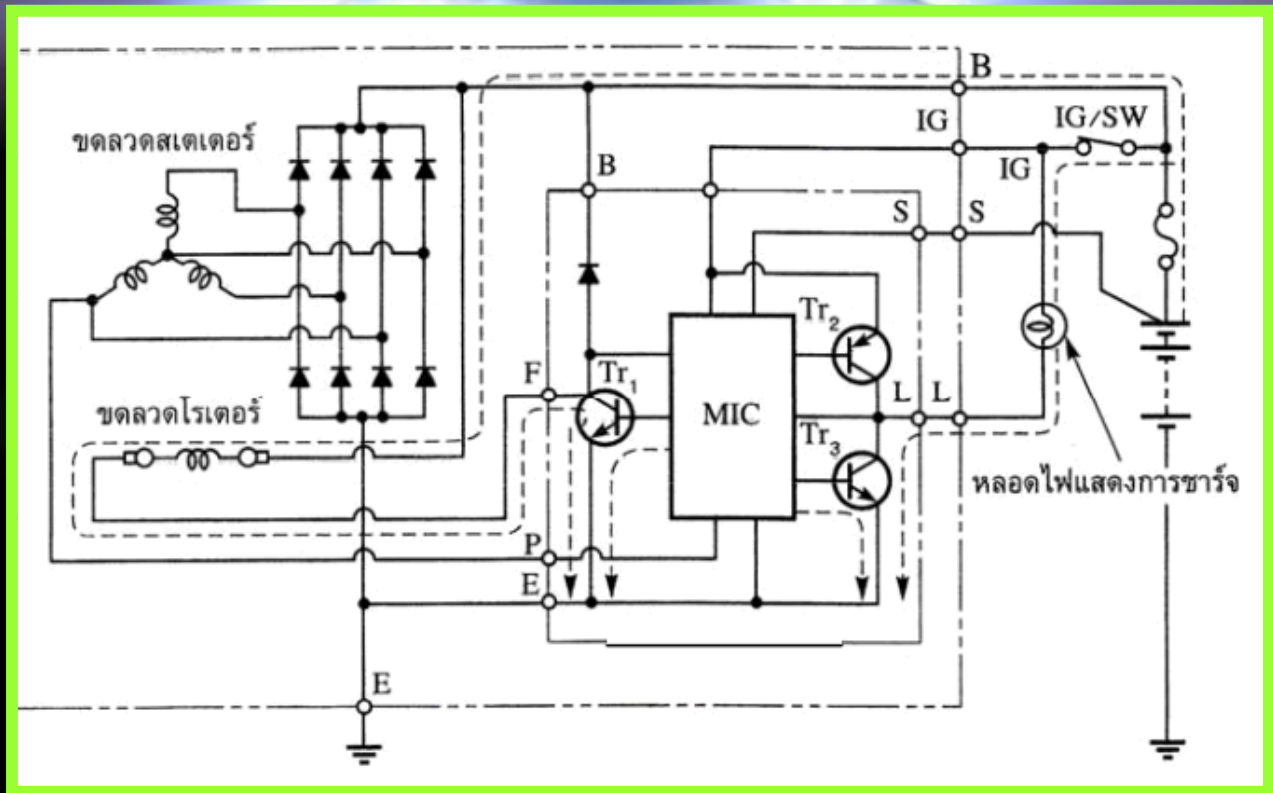 B
IG
IG/SW
ขดลวดสเตเตอร์
B
IG
S
S
Tr2
F
Tr1
L
L
ขดลวดโรเตอร์
MIC
Tr3
หลอดไฟแสดงการชาร์จ
P
E
E